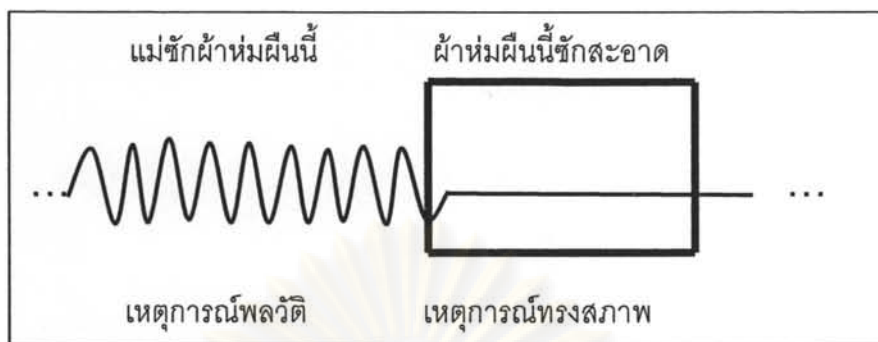 แม่ซักผ้าห่มผืนนี้ ผ้าห่มผืนนี้ซักสะอาด
... ...
เหตุการณ์พลวัติ เหตุการณ์ทรงสภาพ